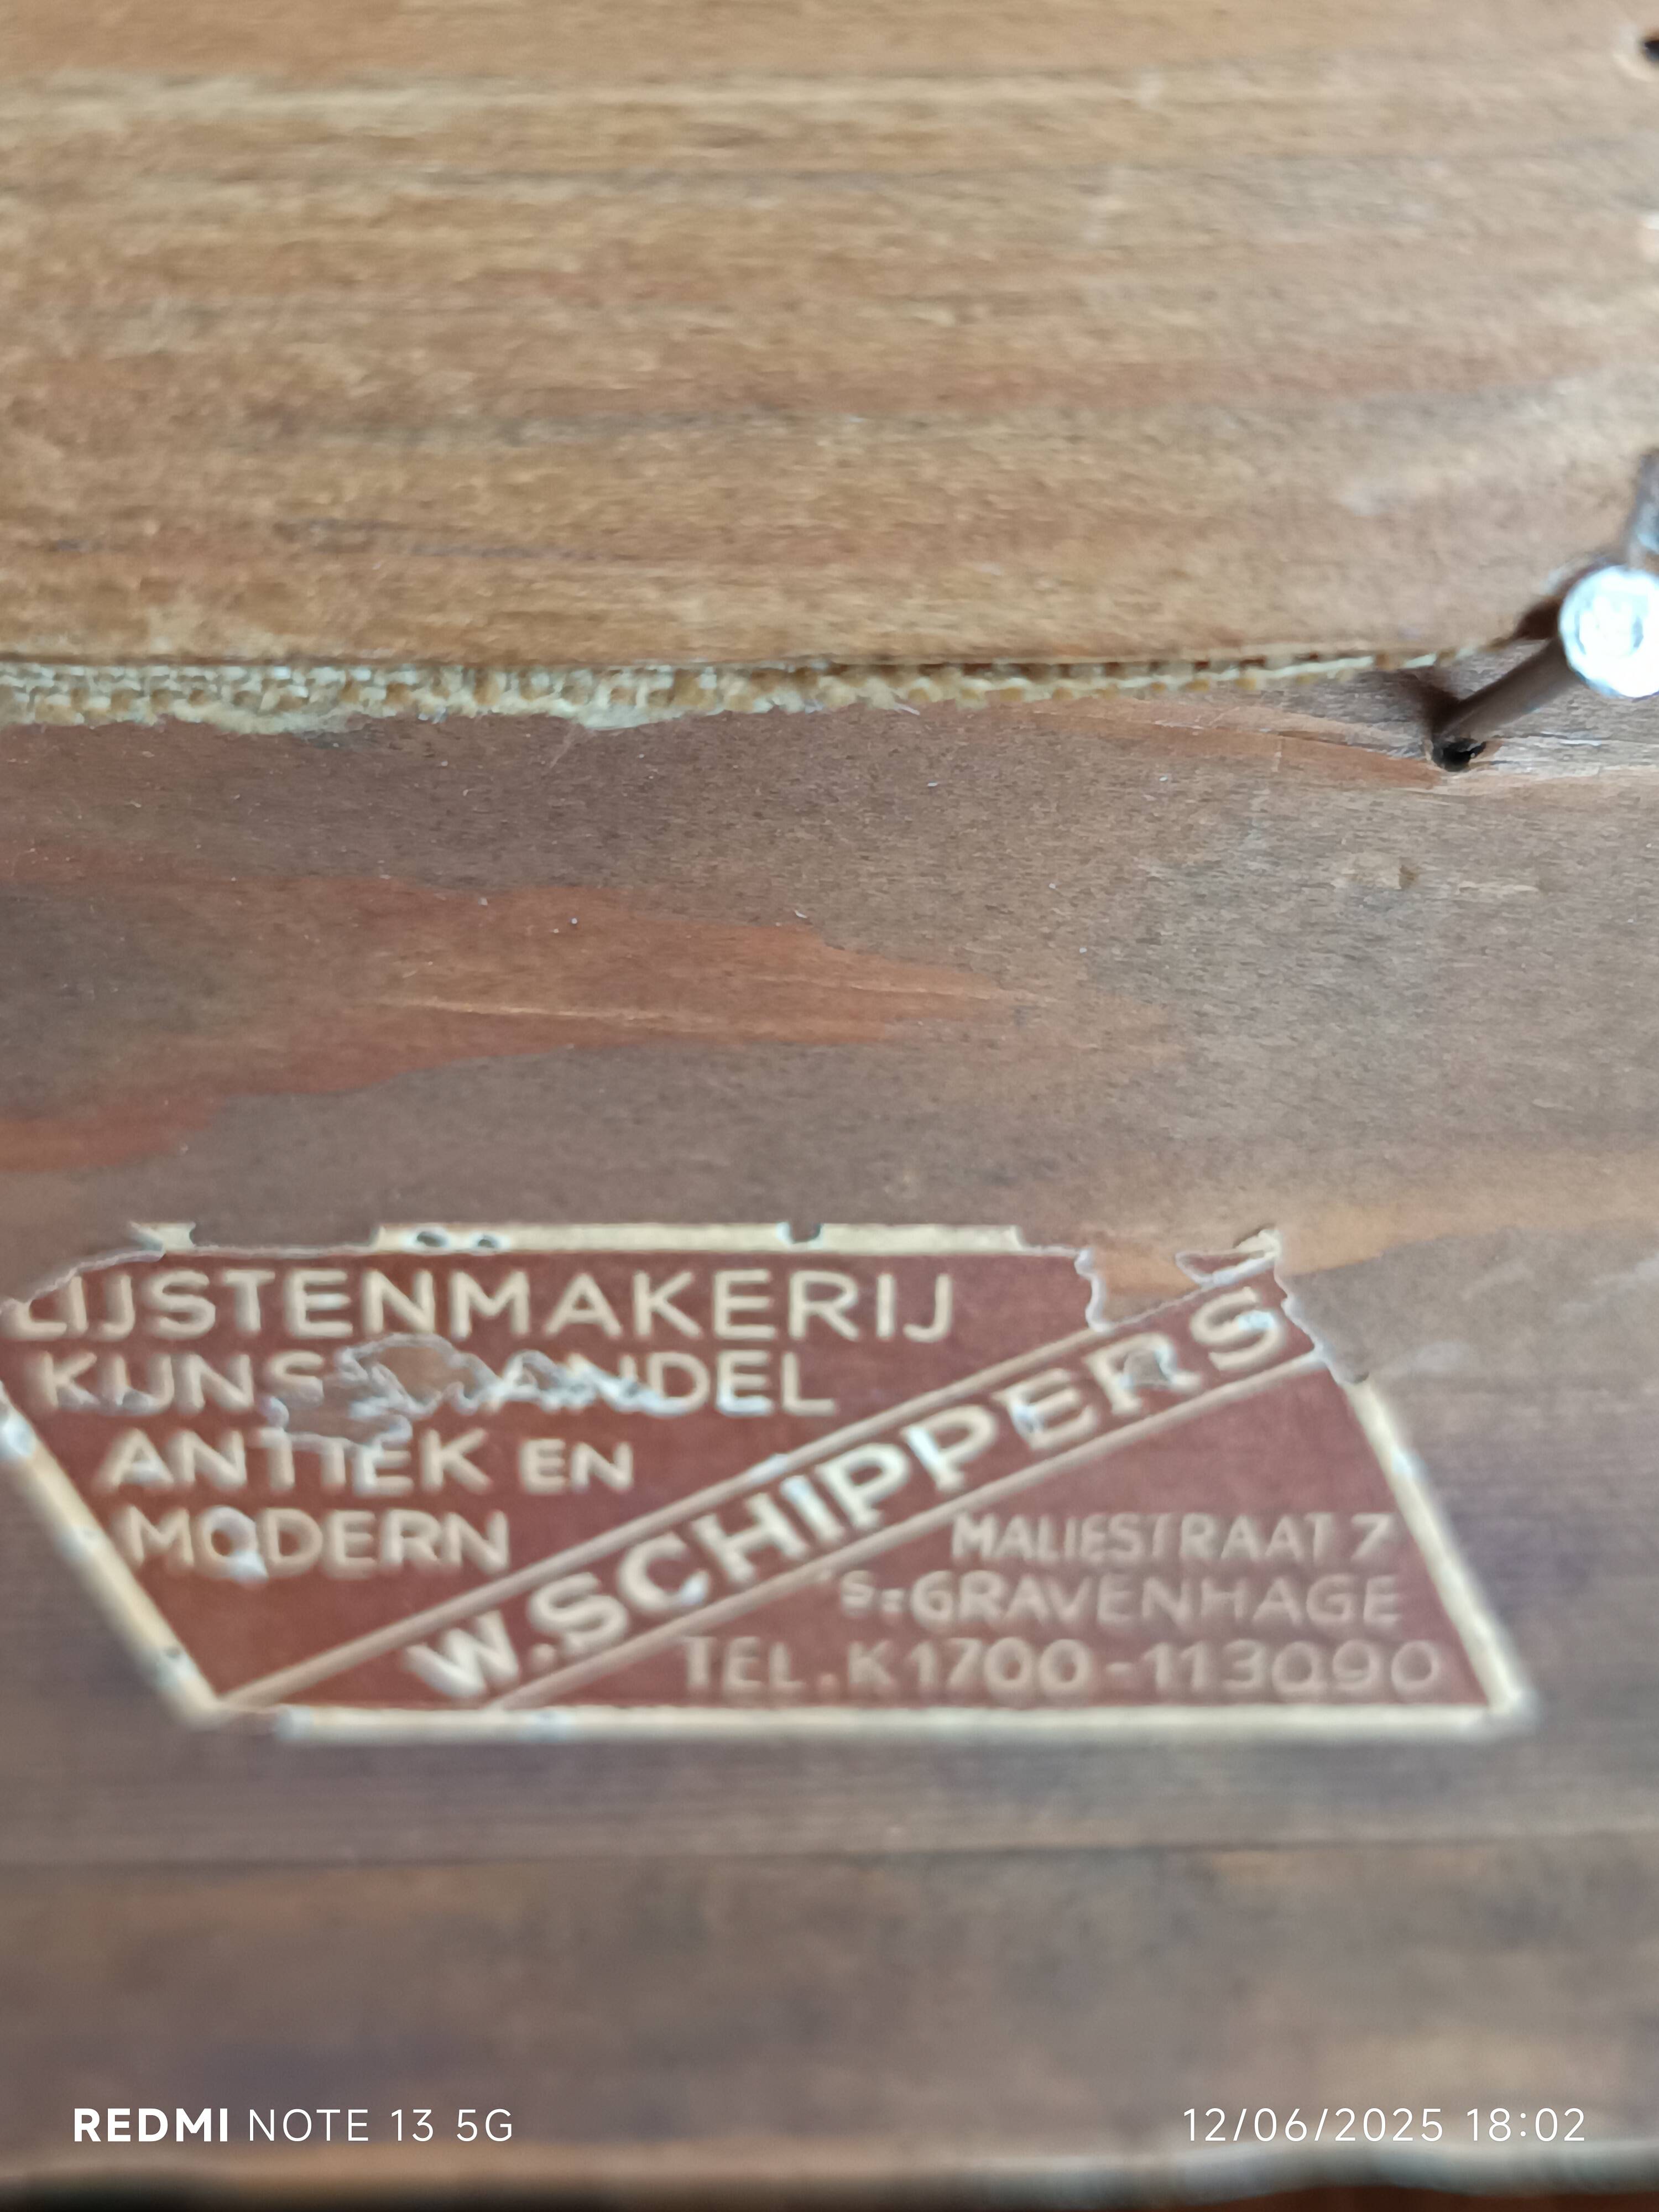 LIJSTENMAKERIJ
KUNSTHANDEL
ANTIEK EN
MODERN
W. SCHIPPERS
MALIESTRAAT 7
's=GRAVENHAGE
TEL. K1700-113090
REDMI NOTE 13 5G
12/06/2025 18:02